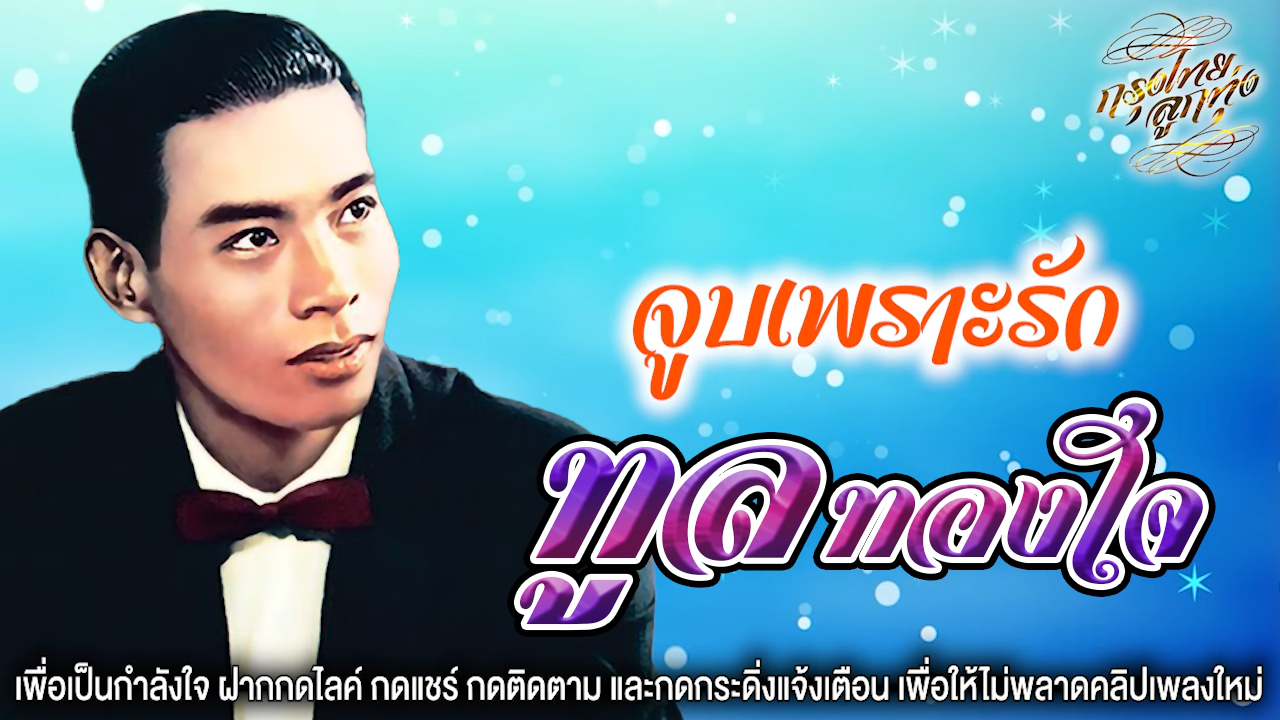 กรุงไทย
ลูกทุ่ง
จูบเพราะรัก
ทูล ทองใจ
เพื่อเป็นกำลังใจ ฝากกดไลค์ กดแชร์ กดติดตาม และกดกระดิ่งแจ้งเตือน เพื่อให้ไม่พลาดคลิปเพลงใหม่